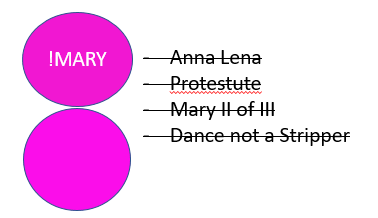 !MARY
- Anna Lena
- Protestute
- Mary II of III
- Dance not a Stripper